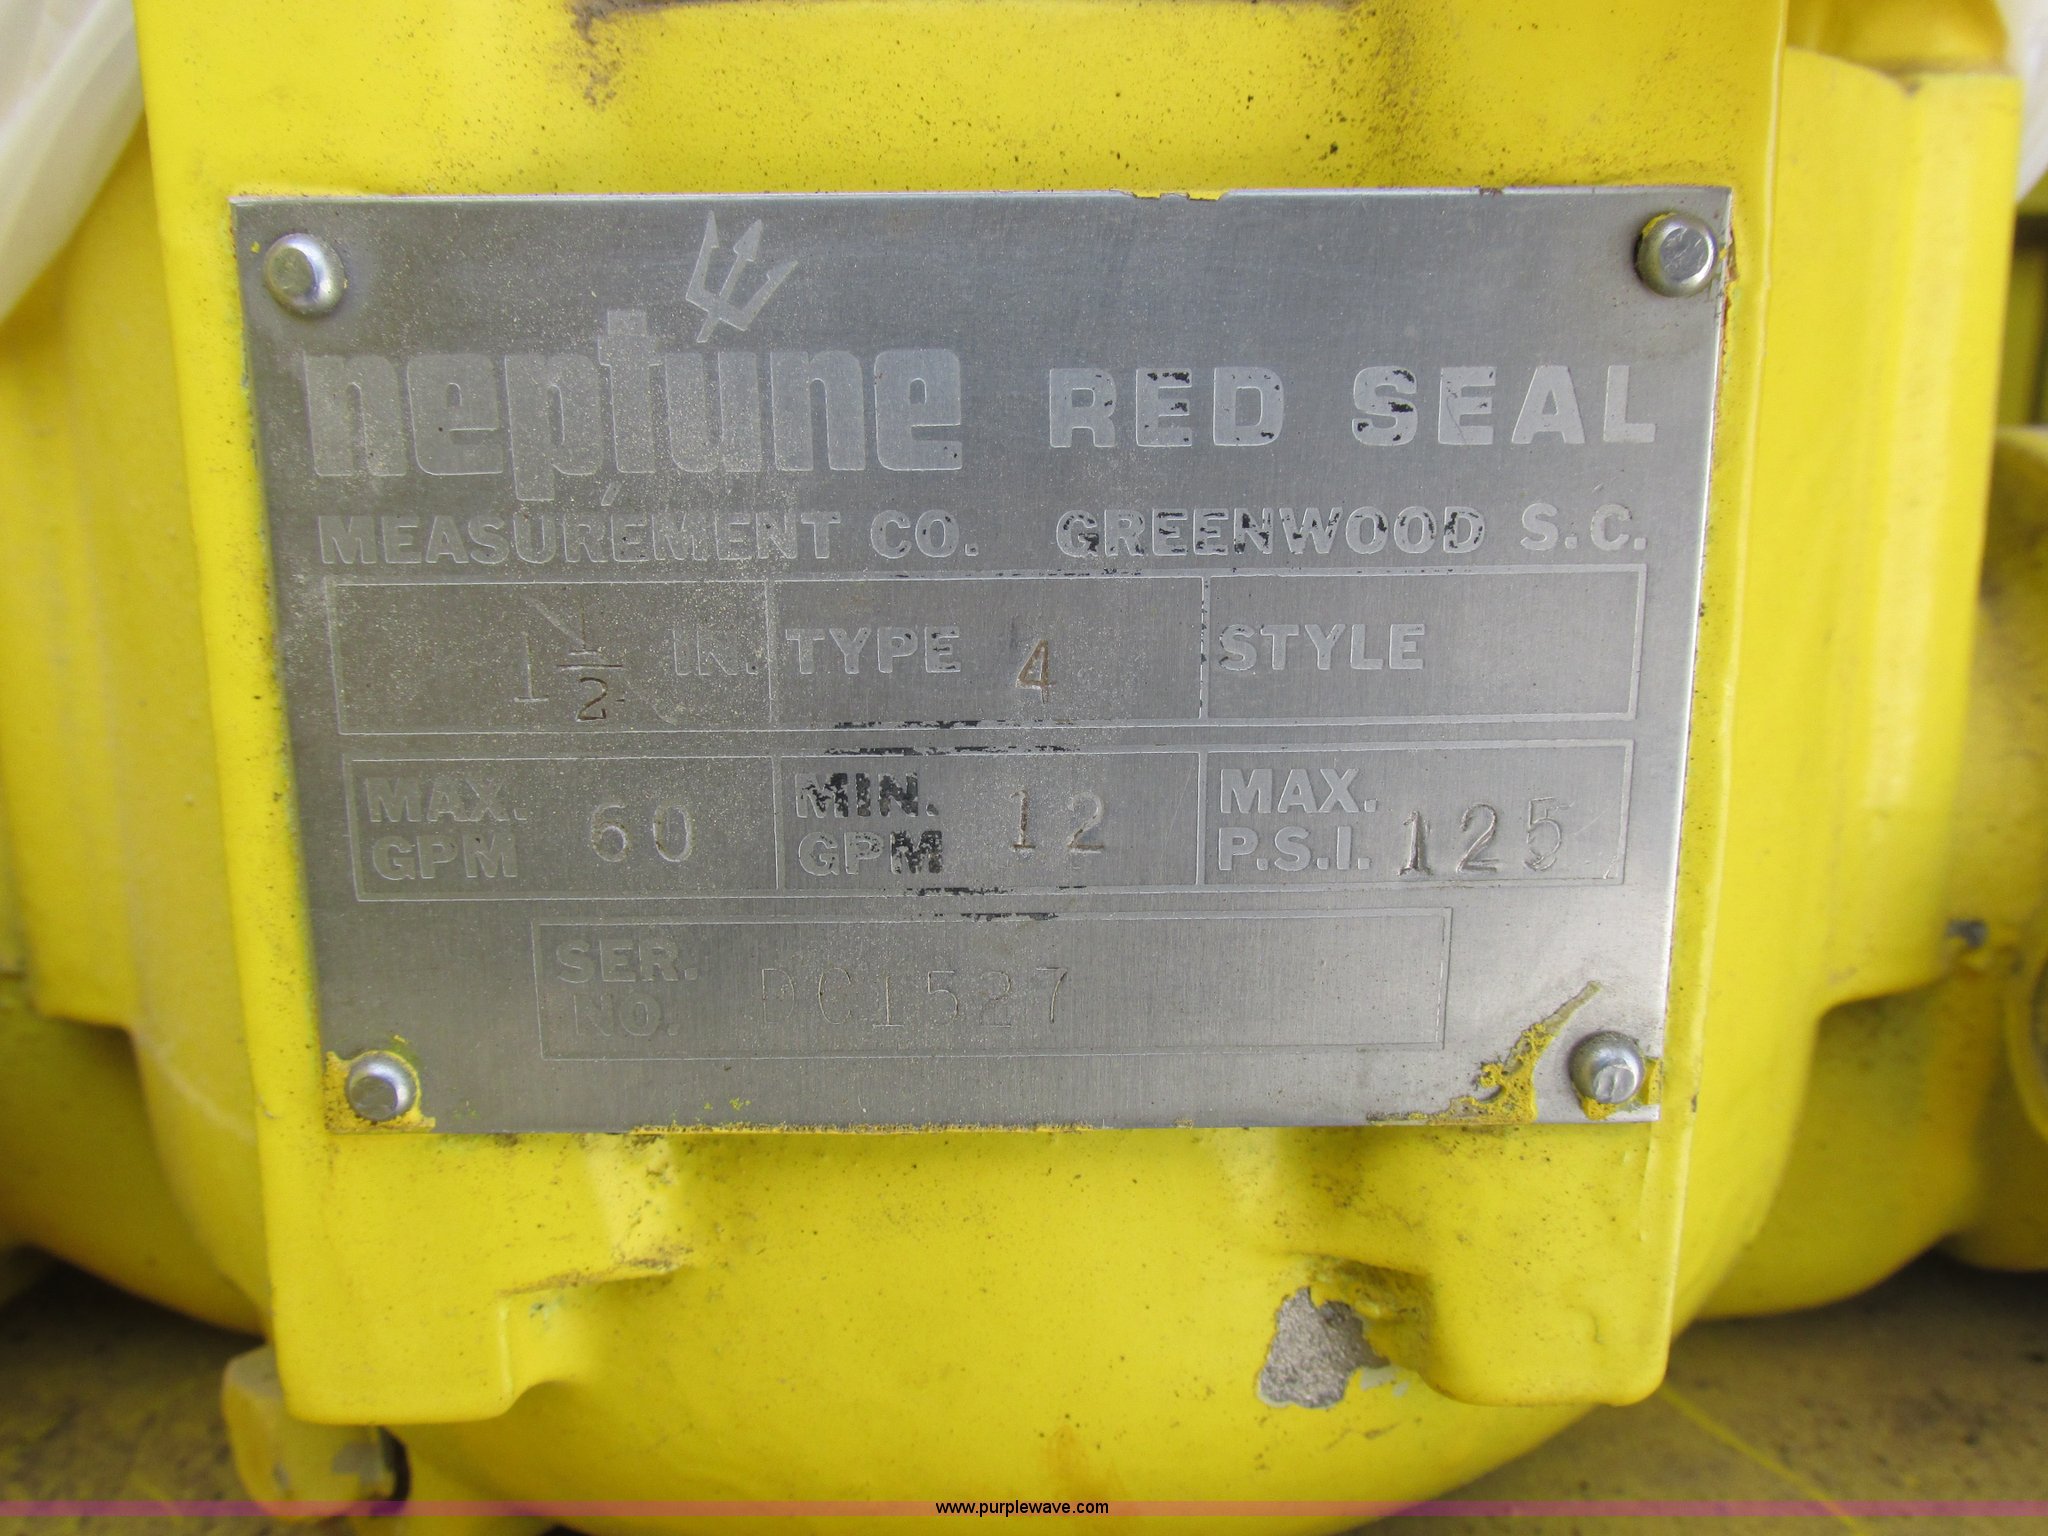 neptune RED SEAL
MEASUREMENT CO. GREENWOOD S.C.
1 1/2 IN. TYPE 4 STYLE
MAX. GPM 60 MIN. GPM 12 MAX. P.S.I. 125
SER. NO. DC1527
www.purplewave.com